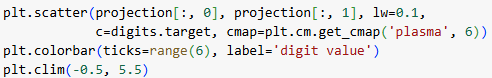 plt.scatter(projection[:, 0], projection[:, 1], lw=0.1,
            c=digits.target, cmap=plt.cm.get_cmap('plasma', 6))
plt.colorbar(ticks=range(6), label='digit value')
plt.clim(-0.5, 5.5)